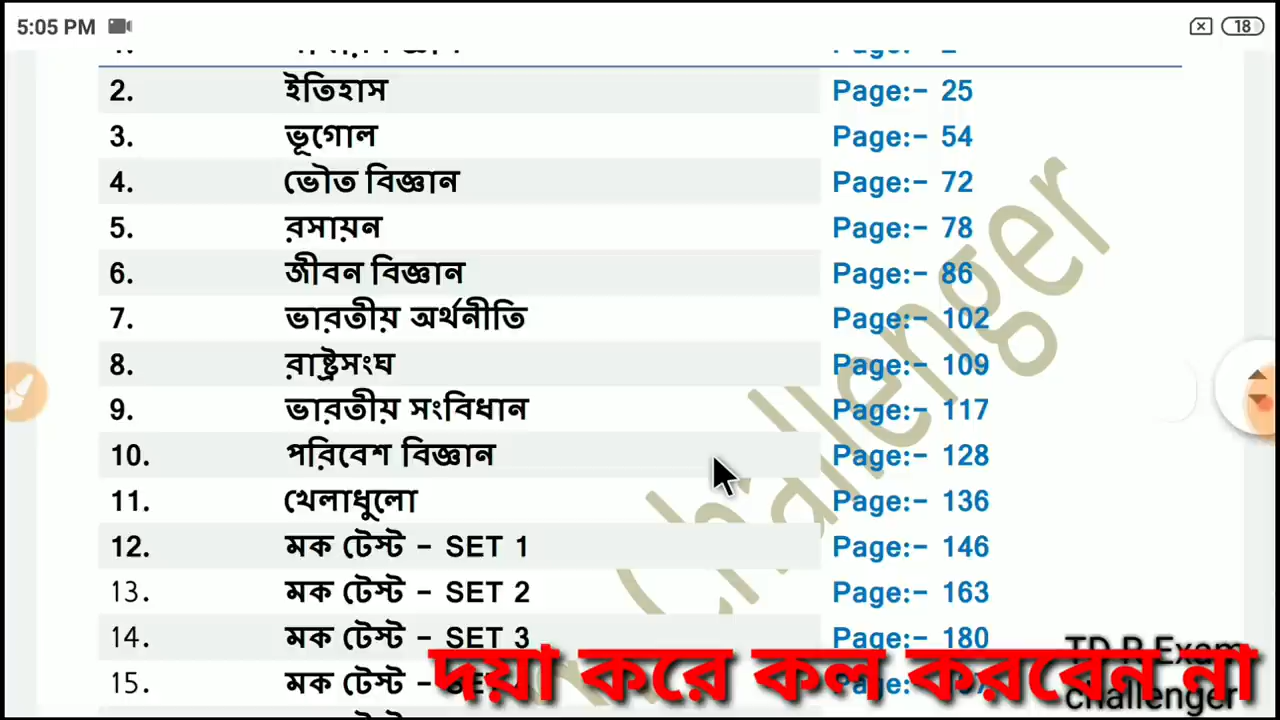 5:05 PM
18
2. ইতিহাস Page:- 25
3. ভূগোল Page:- 54
4. ভৌত বিজ্ঞান Page:- 72
5. রসায়ন Page:- 78
6. জীবন বিজ্ঞান Page:- 86
7. ভারতীয় অর্থনীতি Page:- 102
8. রাষ্ট্রসংঘ Page:- 109
9. ভারতীয় সংবিধান Page:- 117
10. পরিবেশ বিজ্ঞান Page:- 128
11. খেলাধুলো Page:- 136
12. মক টেস্ট - SET 1 Page:- 146
13. মক টেস্ট - SET 2 Page:- 163
14. মক টেস্ট - SET 3 Page:- 180
15. মক টেস্ট -
Challenger
TD R Exam
challenger
দয়া করে কল করবেন না